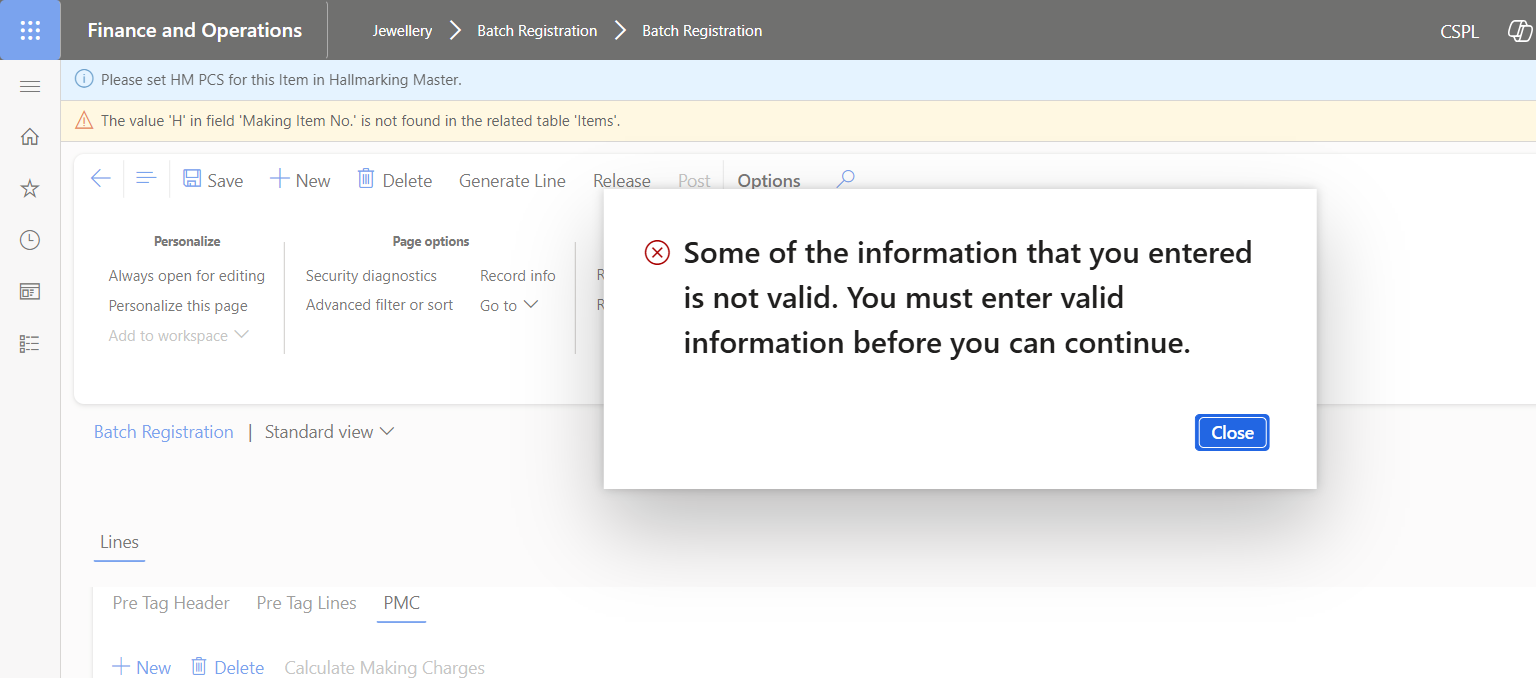 Finance and Operations
Jewellery > Batch Registration > Batch Registration
CSPL
Please set HM PCS for this Item in Hallmarking Master.
The value 'H' in field 'Making Item No.' is not found in the related table 'Items'.
Save New Delete Generate Line Release Post Options
Personalize
Always open for editing
Personalize this page
Add to workspace
Page options
Security diagnostics Record info
Advanced filter or sort Go to
R
R
Some of the information that you entered
is not valid. You must enter valid
information before you can continue.
Close
Batch Registration | Standard view
Lines
Pre Tag Header Pre Tag Lines PMC
New Delete Calculate Making Charges